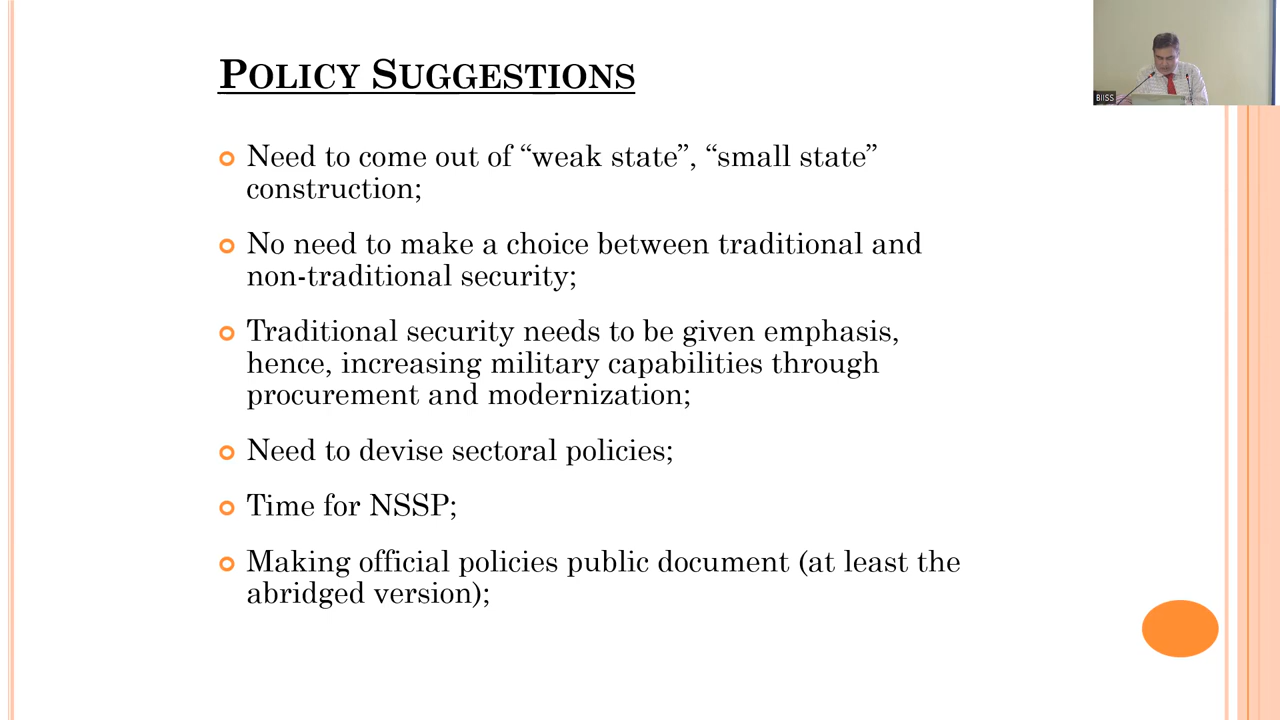 POLICY SUGGESTIONS
BIISS
Need to come out of “weak state”, “small state”
construction;
No need to make a choice between traditional and
non-traditional security;
Traditional security needs to be given emphasis,
hence, increasing military capabilities through
procurement and modernization;
Need to devise sectoral policies;
Time for NSSP;
Making official policies public document (at least the
abridged version);